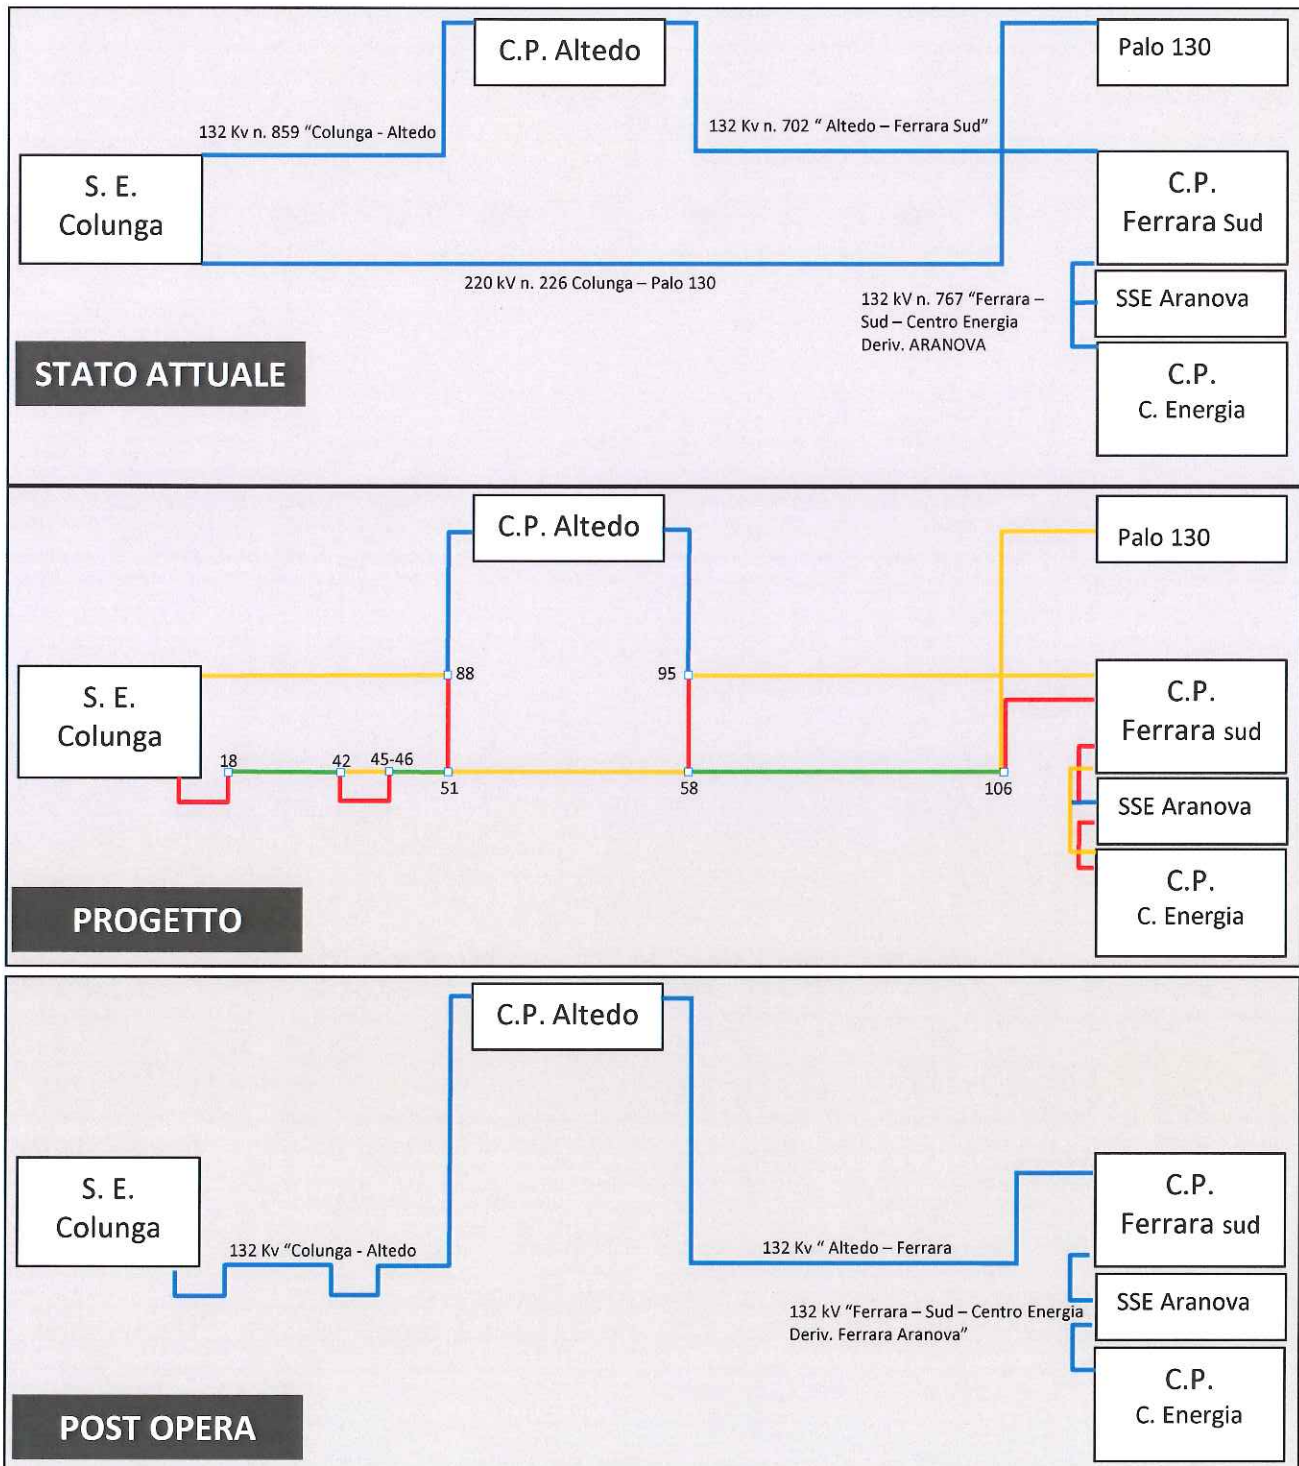 C.P. Altedo
Palo 130
132 Kv n. 859 “Colunga - Altedo
132 Kv n. 702 “ Altedo – Ferrara Sud”
S. E.
Colunga
C.P.
Ferrara Sud
220 kV n. 226 Colunga – Palo 130
132 kV n. 767 “Ferrara –
Sud – Centro Energia
Deriv. ARANOVA
SSE Aranova
C.P.
C. Energia
STATO ATTUALE
C.P. Altedo
Palo 130
88
95
S. E.
Colunga
C.P.
Ferrara sud
18
42
45-46
51
58
106
SSE Aranova
C.P.
C. Energia
PROGETTO
C.P. Altedo
S. E.
Colunga
C.P.
Ferrara sud
132 Kv “Colunga - Altedo
132 Kv “ Altedo – Ferrara
132 kV “Ferrara – Sud – Centro Energia
Deriv. Ferrara Aranova”
SSE Aranova
C.P.
C. Energia
POST OPERA